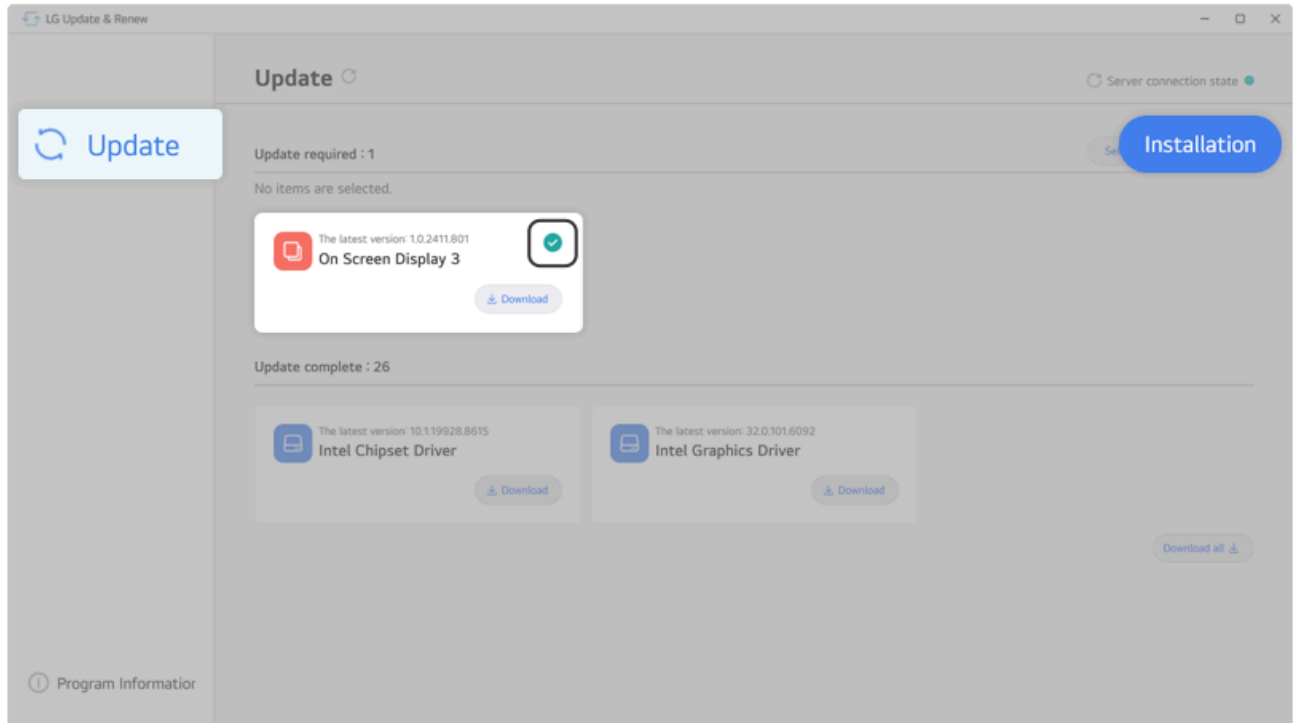 LG Update & Renew
Update
Server connection state
Update
Installation
Update required : 1
No items are selected.
The latest version: 1.0.2411.801
On Screen Display 3
Download
Update complete : 26
The latest version: 10.1.19928.8615
Intel Chipset Driver
Download
The latest version: 32.0.101.6092
Intel Graphics Driver
Download
Download all
Program Information